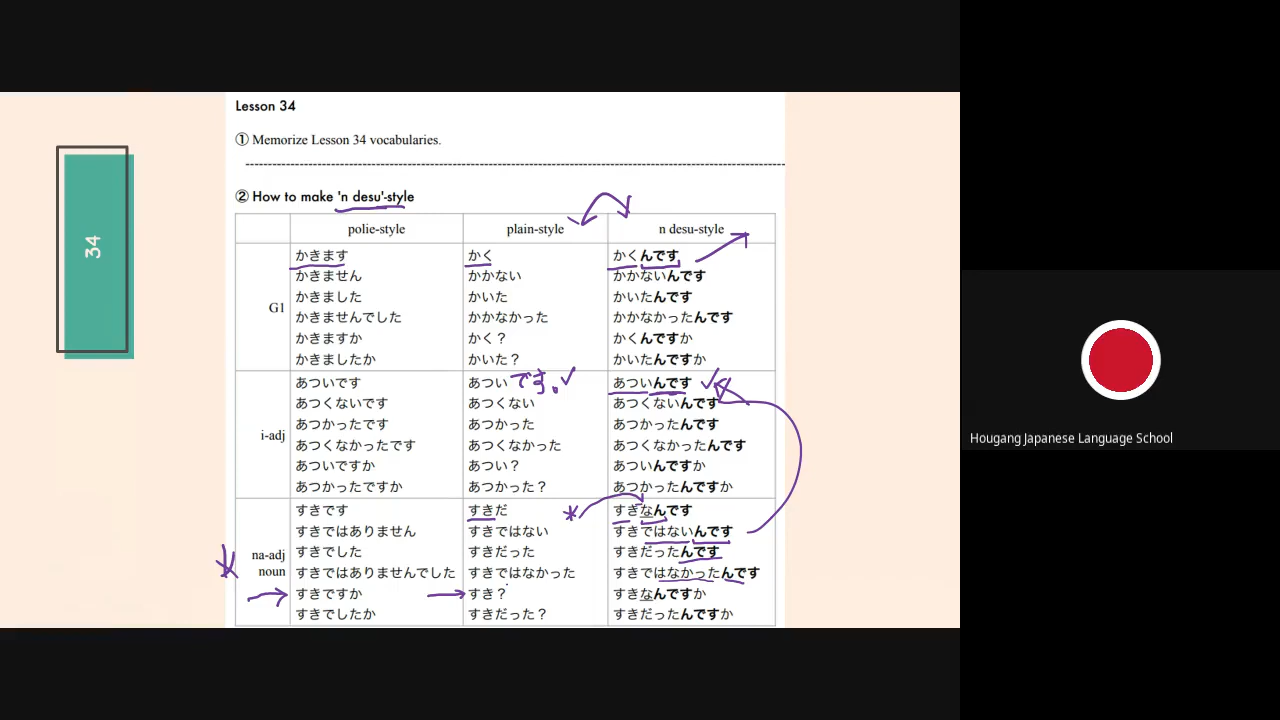 34
Lesson 34
① Memorize Lesson 34 vocabularies.
② How to make 'n desu'-style
polie-style plain-style n desu-style
G1
かきます かく かくんです
かきません かかない かかないんです
かきました かいた かいたんです
かきませんでした かかなかった かかなかったんです
かきますか かく？ かくんですか
かきましたか かいた？ かいたんですか
i-adj
あついです あつい です。 あついんです
あつくないです あつくない あつくないんです
あつかったです あつかった あつかったんです
あつくなかったです あつくなかった あつくなかったんです
あついですか あつい？ あついんですか
あつかったですか あつかった？ あつかったんですか
na-adj
noun
すきです すきだ すきなんです
すきではありません すきではない すきではないんです
すきでした すきだった すきだったんです
すきではありませんでした すきではなかった すきではなかったんです
すきですか すき？ すきなんですか
すきでしたか すきだった？ すきだったんですか
Hougang Japanese Language School